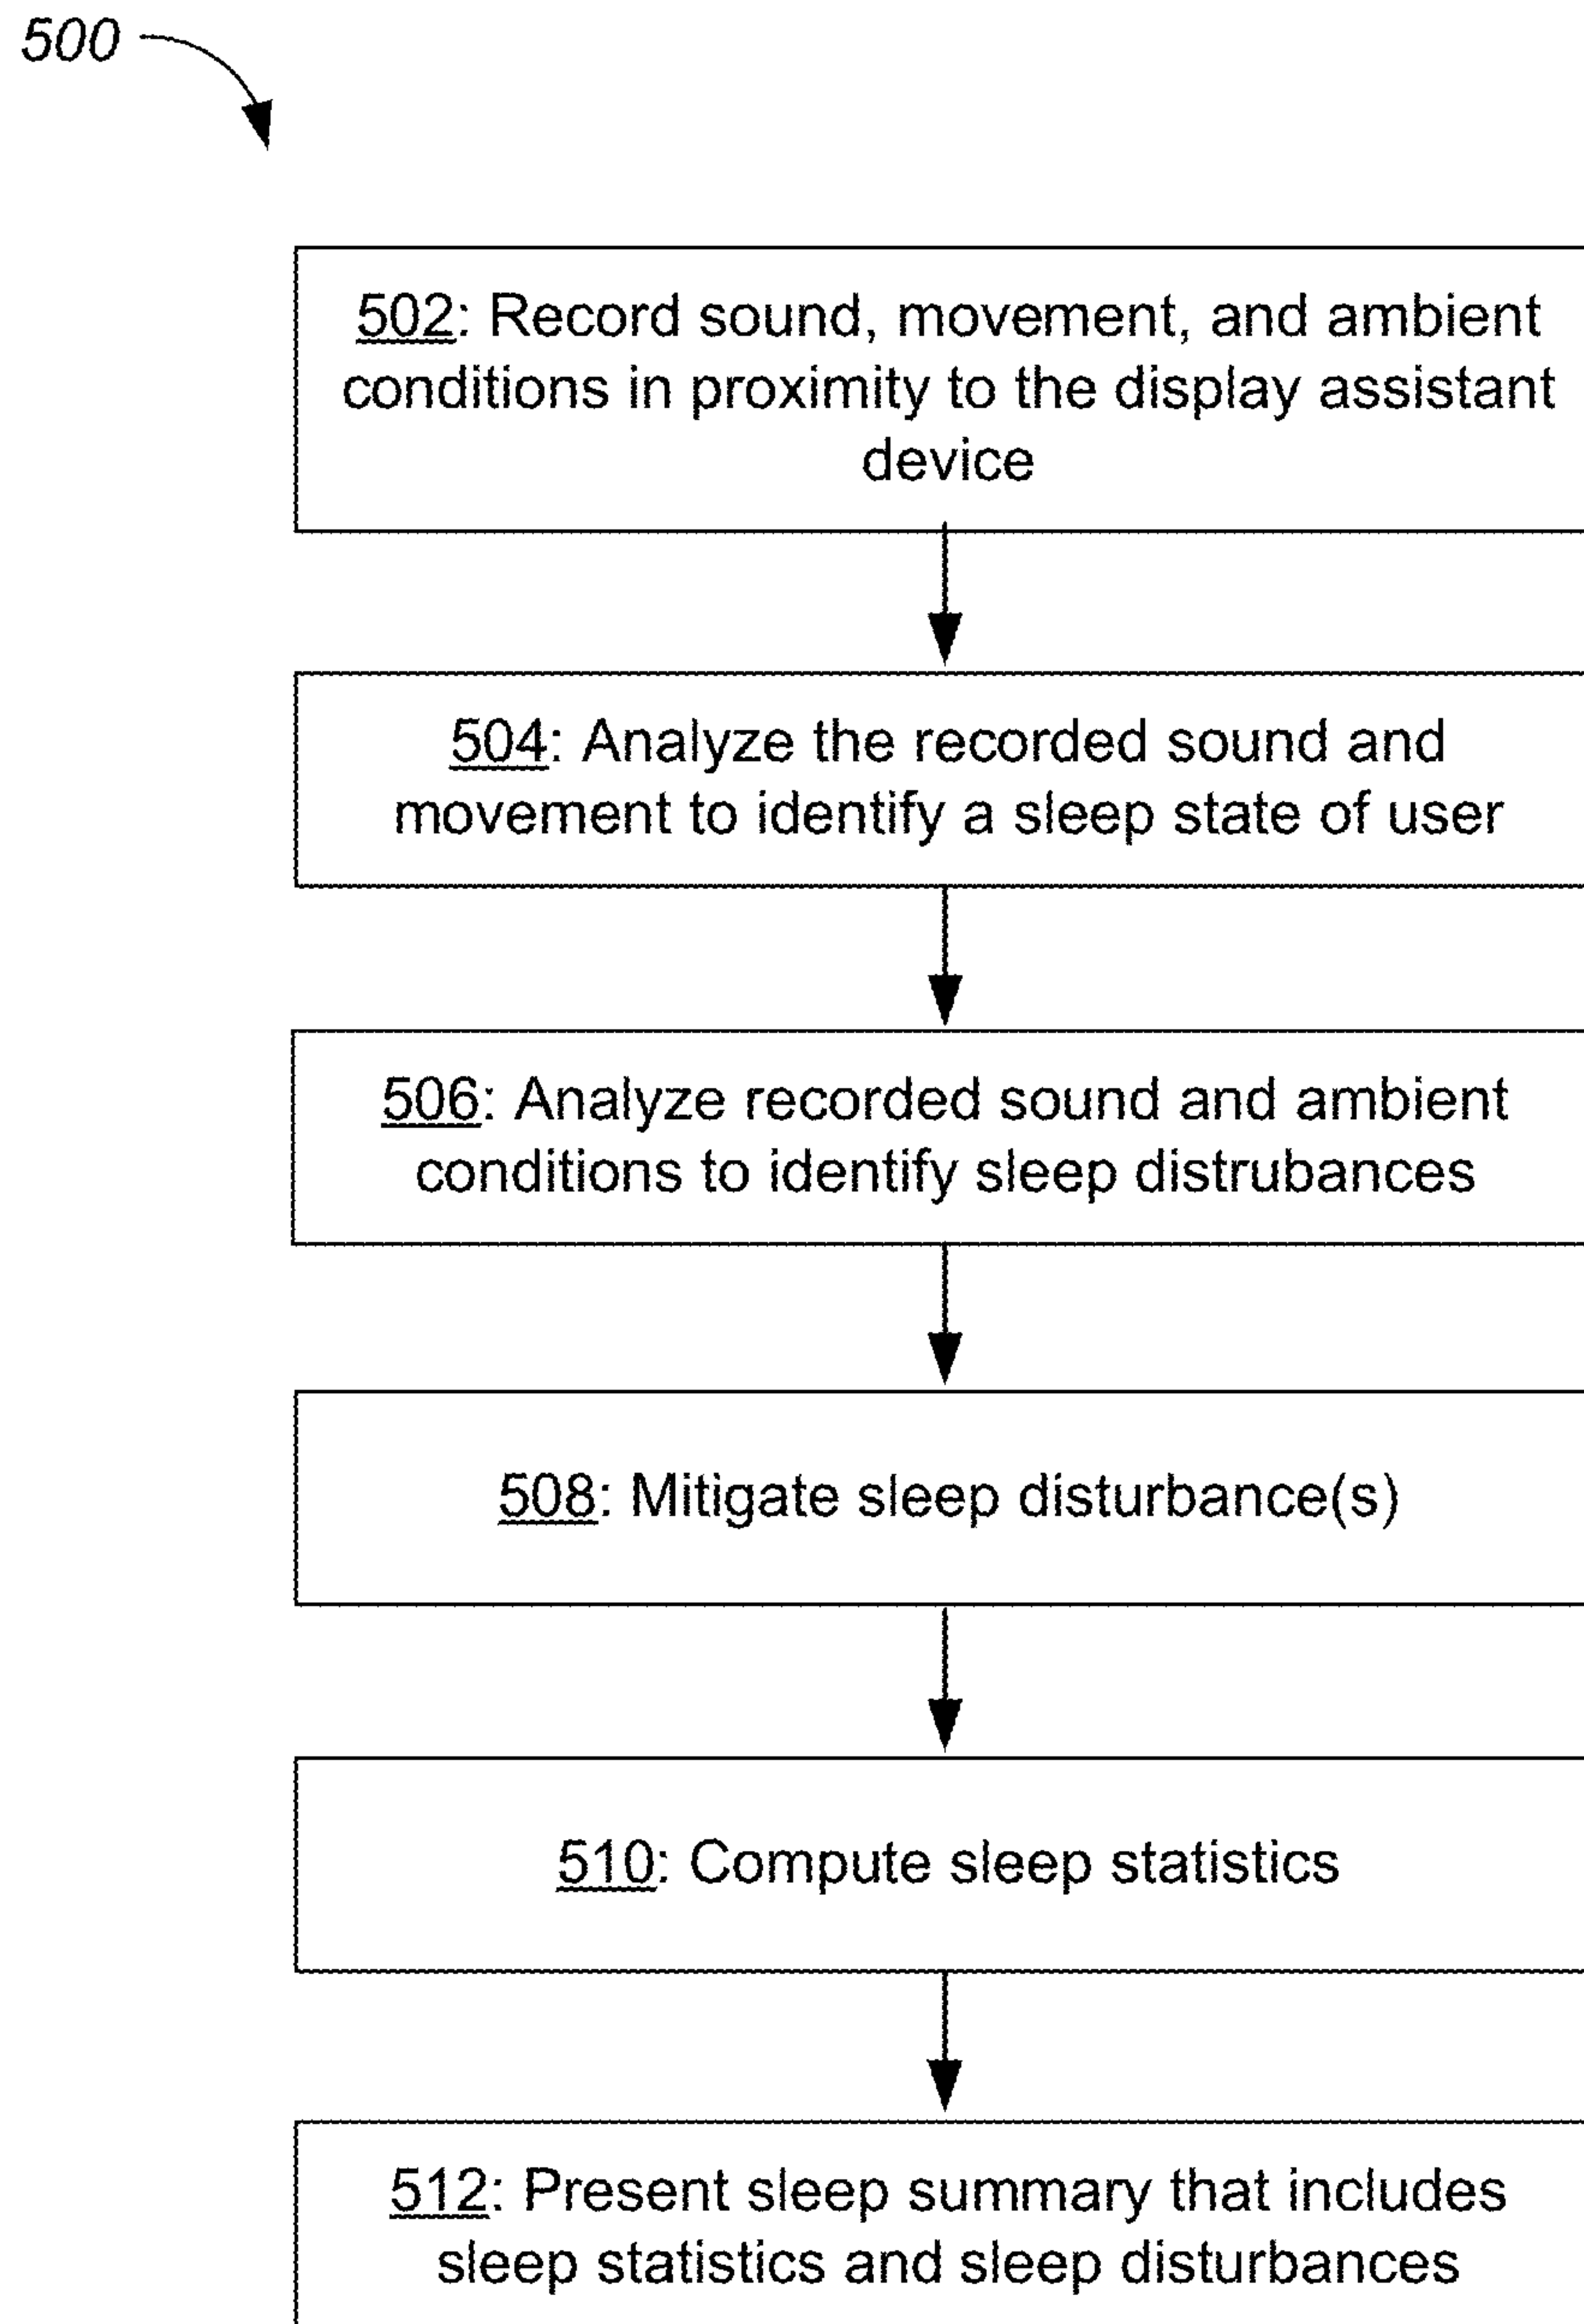 500
502: Record sound, movement, and ambient
conditions in proximity to the display assistant
device
504: Analyze the recorded sound and
movement to identify a sleep state of user
506: Analyze recorded sound and ambient
conditions to identify sleep distrubances
508: Mitigate sleep disturbance(s)
510: Compute sleep statistics
512: Present sleep summary that includes
sleep statistics and sleep disturbances